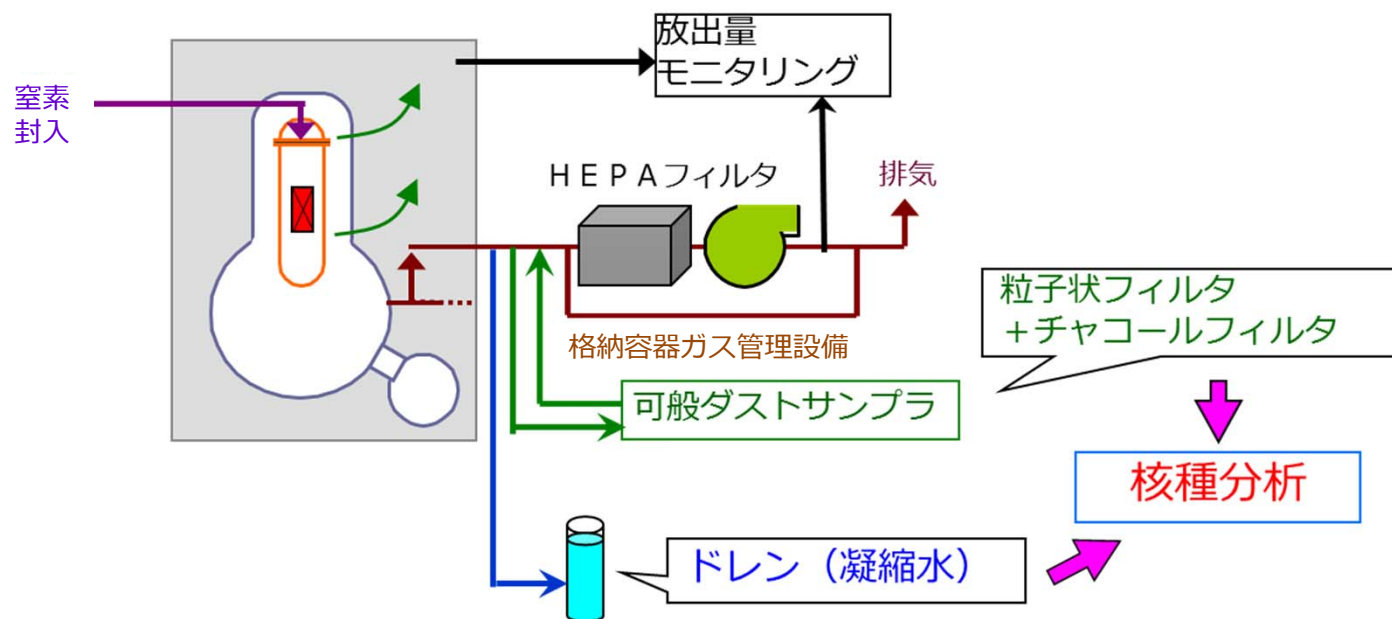 放出量
モニタリング
窒素
封入
ＨＥＰＡフィルタ
排気
格納容器ガス管理設備
粒子状フィルタ
＋チャコールフィルタ
可般ダストサンプラ
核種分析
ドレン（凝縮水）